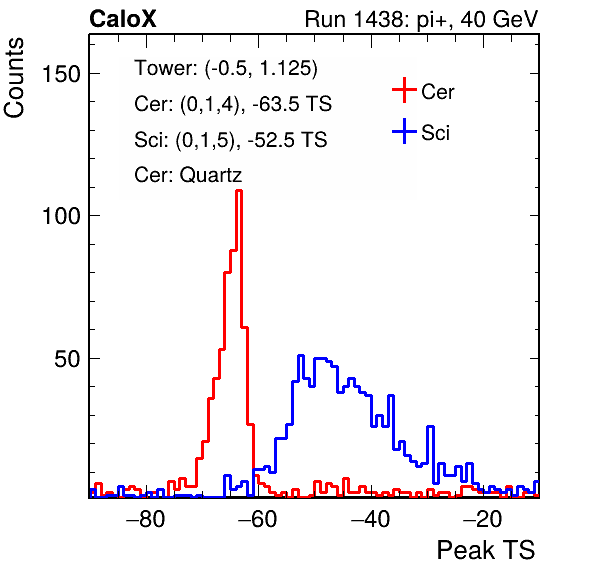 CaloX Run 1438: pi+, 40 GeV
Counts
Tower: (-0.5, 1.125)
Cer: (0,1,4), -63.5 TS
Sci: (0,1,5), -52.5 TS
Cer: Quartz
Cer
Sci
150
100
50
−80 −60 −40 −20
Peak TS